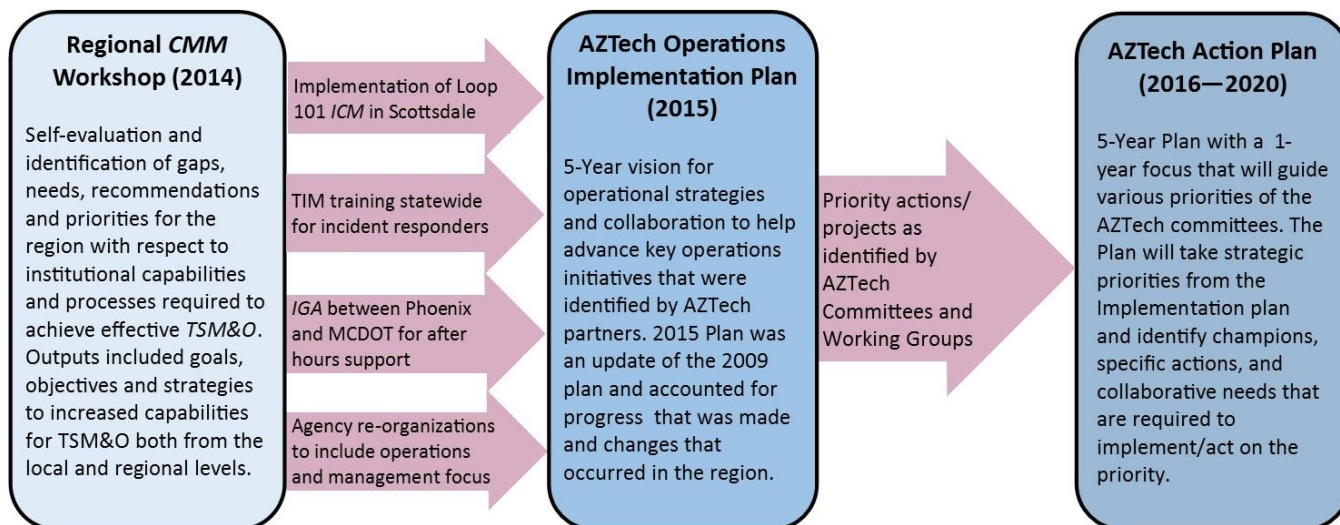 Regional CMM
Workshop (2014)
Self-evaluation and
identification of gaps,
needs, recommendations
and priorities for the
region with respect to
institutional capabilities
and processes required to
achieve effective TSM&O.
Outputs included goals,
objectives and strategies
to increased capabilities
for TSM&O both from the
local and regional levels.
Implementation of Loop
101 ICM in Scottsdale
TIM training statewide
for incident responders
IGA between Phoenix
and MCDOT for after
hours support
Agency re-organizations
to include operations
and management focus
AZTech Operations
Implementation Plan
(2015)
5-Year vision for
operational strategies
and collaboration to help
advance key operations
initiatives that were
identified by AZTech
partners. 2015 Plan was
an update of the 2009
plan and accounted for
progress that was made
and changes that
occurred in the region.
Priority actions/
projects as
identified by
AZTech
Committees and
Working Groups
AZTech Action Plan
(2016—2020)
5-Year Plan with a 1-
year focus that will guide
various priorities of the
AZTech committees. The
Plan will take strategic
priorities from the
Implementation plan
and identify champions,
specific actions, and
collaborative needs that
are required to
implement/act on the
priority.